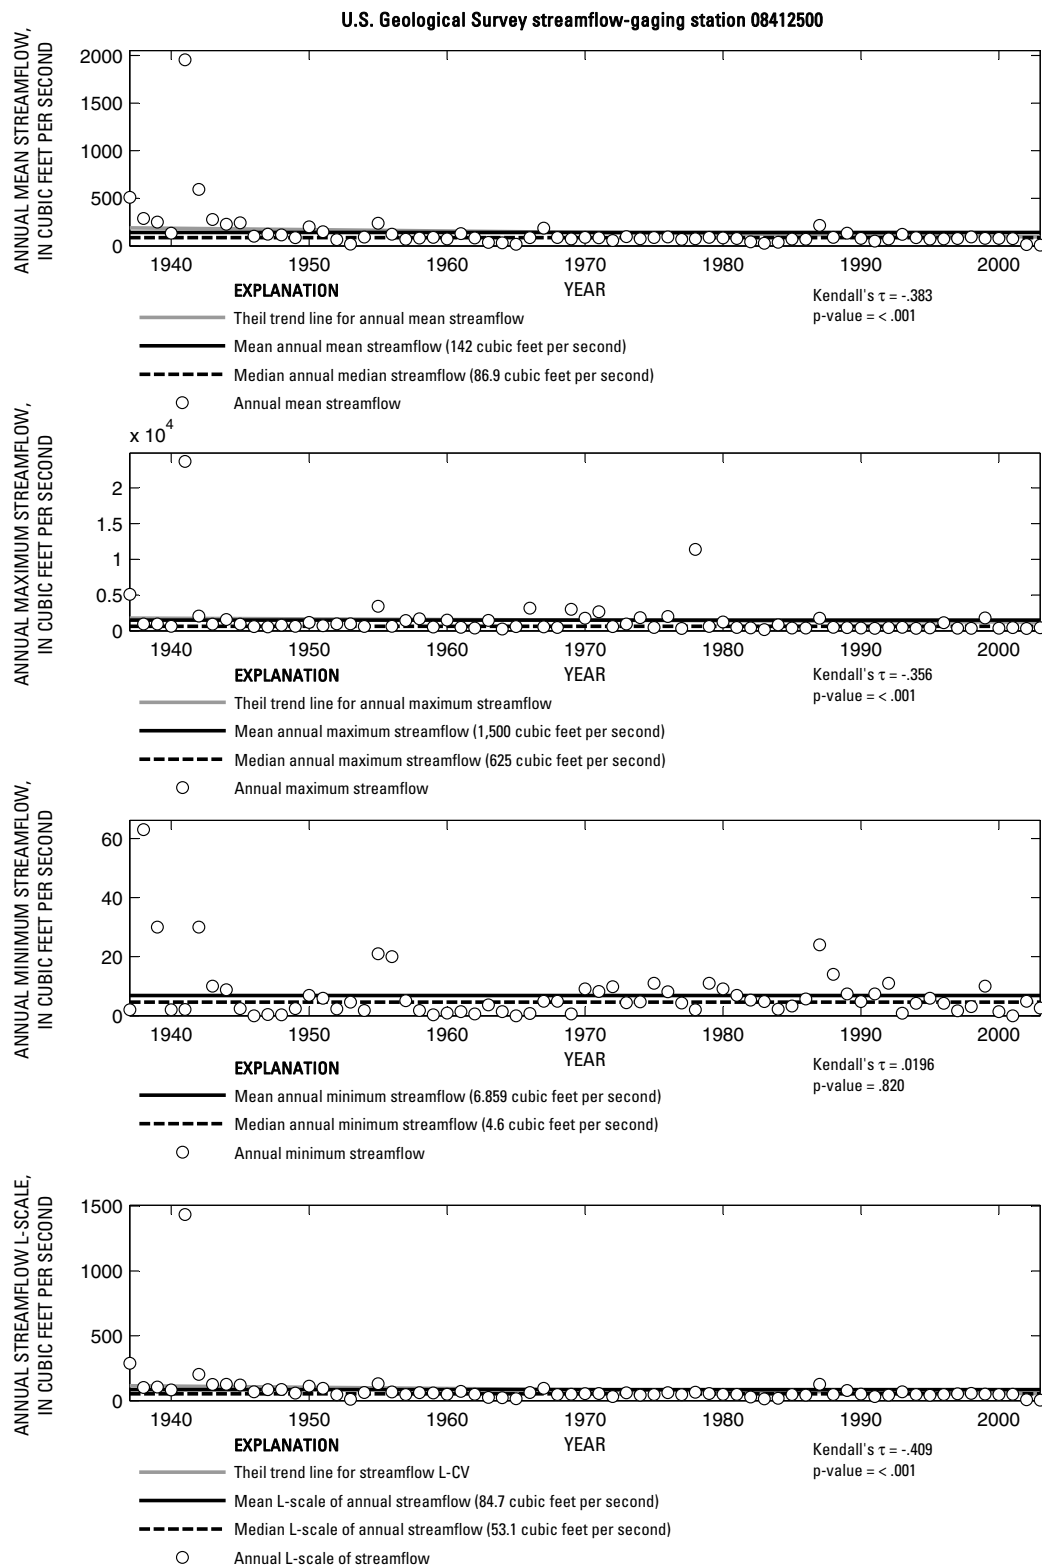 U.S. Geological Survey streamflow-gaging station 08412500
ANNUAL MEAN STREAMFLOW,
IN CUBIC FEET PER SECOND
2000
1500
1000
500
0
1940 1950 1960 1970 1980 1990 2000
YEAR
EXPLANATION
Theil trend line for annual mean streamflow
Mean annual mean streamflow (142 cubic feet per second)
Median annual median streamflow (86.9 cubic feet per second)
Annual mean streamflow
Kendall's τ = -.383
p-value = < .001
ANNUAL MAXIMUM STREAMFLOW,
IN CUBIC FEET PER SECOND
x 10^4
2
1.5
1
0.5
0
1940 1950 1960 1970 1980 1990 2000
YEAR
EXPLANATION
Theil trend line for annual maximum streamflow
Mean annual maximum streamflow (1,500 cubic feet per second)
Median annual maximum streamflow (625 cubic feet per second)
Annual maximum streamflow
Kendall's τ = -.356
p-value = < .001
ANNUAL MINIMUM STREAMFLOW,
IN CUBIC FEET PER SECOND
60
40
20
0
1940 1950 1960 1970 1980 1990 2000
YEAR
EXPLANATION
Mean annual minimum streamflow (6.859 cubic feet per second)
Median annual minimum streamflow (4.6 cubic feet per second)
Annual minimum streamflow
Kendall's τ = .0196
p-value = .820
ANNUAL STREAMFLOW L-SCALE,
IN CUBIC FEET PER SECOND
1500
1000
500
0
1940 1950 1960 1970 1980 1990 2000
YEAR
EXPLANATION
Theil trend line for streamflow L-CV
Mean L-scale of annual streamflow (84.7 cubic feet per second)
Median L-scale of annual streamflow (53.1 cubic feet per second)
Annual L-scale of streamflow
Kendall's τ = -.409
p-value = < .001